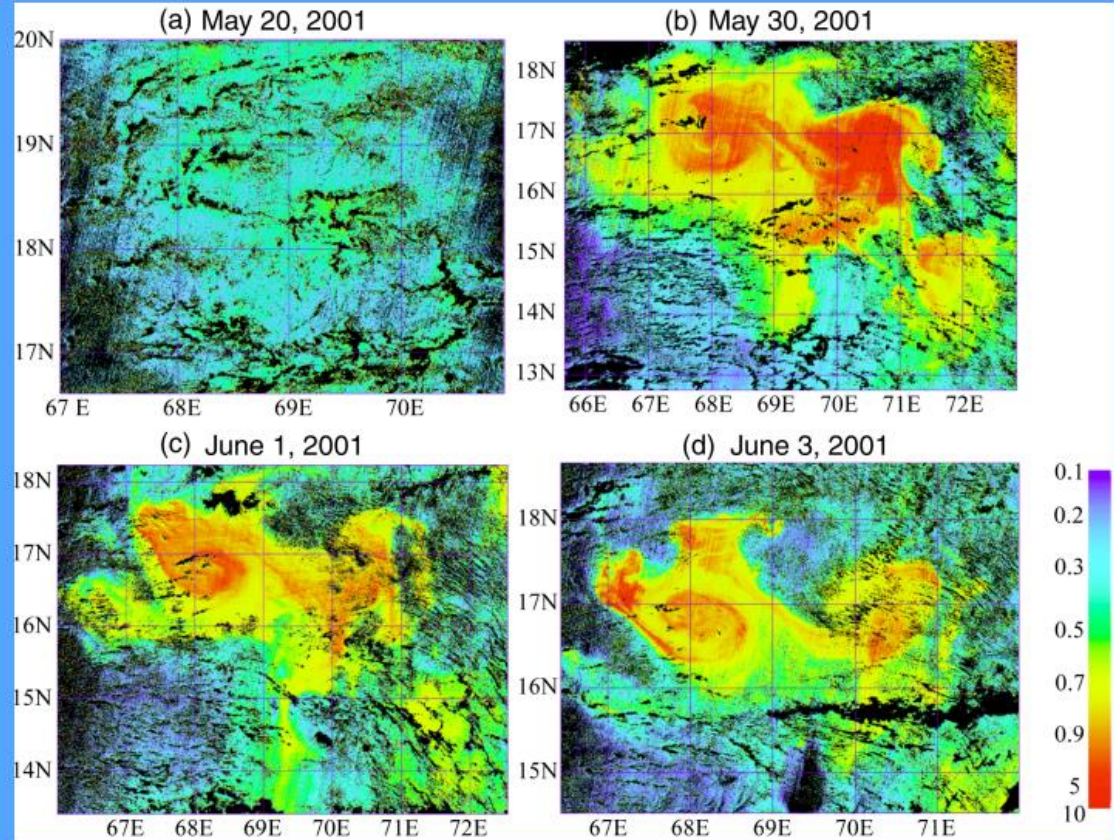 (a) May 20, 2001
20N
19N
18N
17N
67 E 68E 69E 70E
(b) May 30, 2001
18N
17N
16N
15N
14N
13N
66E 67E 68E 69E 70E 71E 72E
(c) June 1, 2001
18N
17N
16N
15N
14N
67E 68E 69E 70E 71E 72E
(d) June 3, 2001
18N
17N
16N
15N
67E 68E 69E 70E 71E
0.1
0.2
0.3
0.5
0.7
0.9
5
10